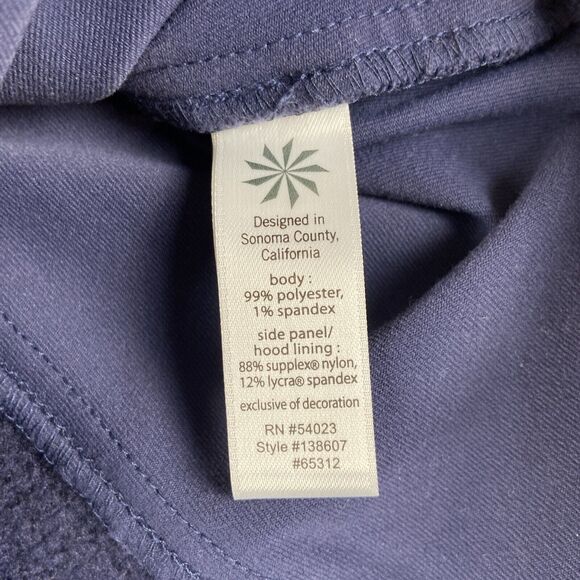 Designed in
Sonoma County,
California
body :
99% polyester,
1% spandex
side panel/
hood lining :
88% supplex® nylon,
12% lycra® spandex
exclusive of decoration
RN #54023
Style #138607
#65312